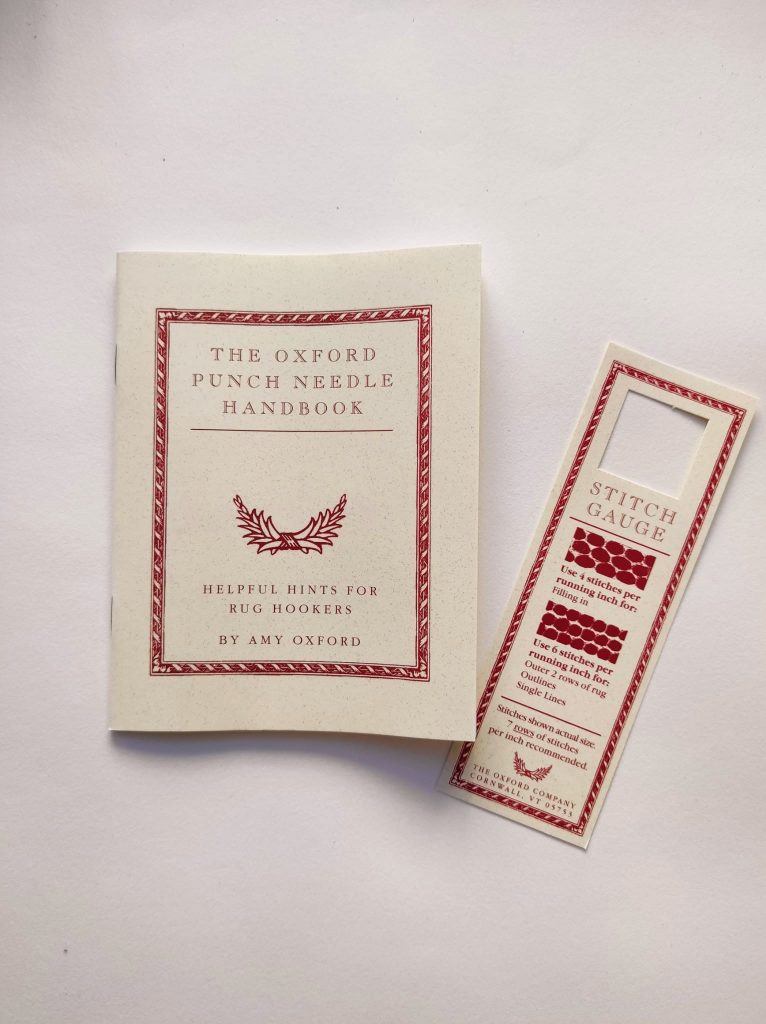 THE OXFORD
PUNCH NEEDLE
HANDBOOK
HELPFUL HINTS FOR
RUG HOOKERS
BY AMY OXFORD
STITCH
GAUGE
Use 4 stitches per
running inch for:
Filling in
Use 6 stitches per
running inch for:
Outer 2 rows of rug
Outlines
Single Lines
Stitches shown actual size.
7 rows of stitches
per inch recommended.
THE OXFORD COMPANY
CORNWALL, VT 05753